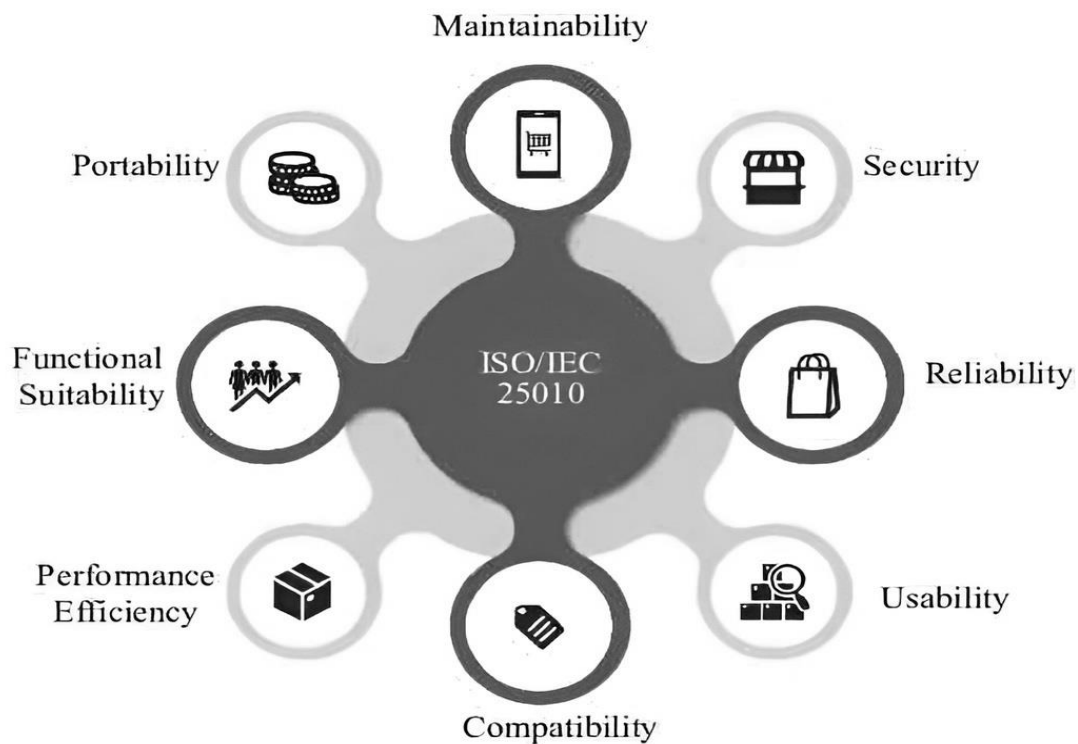 Maintainability
Portability
Security
Functional
Suitability
ISO/IEC
25010
Reliability
Performance
Efficiency
Usability
Compatibility